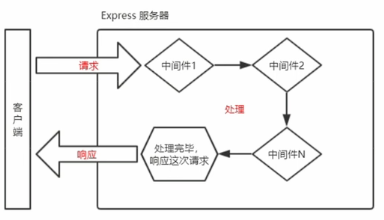 Express 服务器
请求
中间件1
中间件2
客户端
处理
响应
处理完毕,
响应这次请求
中间件N